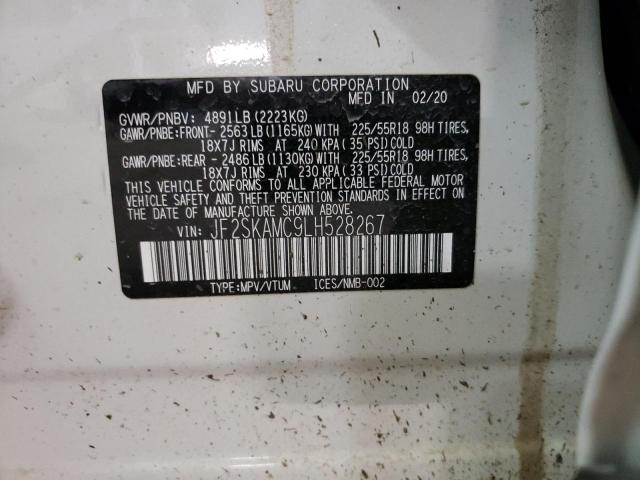 MFD BY SUBARU CORPORATION
MFD IN 02/20
GVWR/PNBV: 4891LB(2223KG)
GAWR/PNBE:FRONT- 2563LB(1165KG)WITH 225/55R18 98H TIRES,
18X7J RIMS AT 240 KPA(35 PSI)COLD
GAWR/PNBE:REAR -2486LB(1130KG)WITH 225/55R18 98H TIRES,
18X7J RIMS AT 230 KPA(33 PSI)COLD
THIS VEHICLE CONFORMS TO ALL APPLICABLE FEDERAL MOTOR
VEHICLE SAFETY AND THEFT PREVENTION STANDARDS IN EFFECT ON
THE DATE OF MANUFACTURE SHOWN ABOVE.
VIN: JF2SKAMC9LH528267
TYPE:MPV/VTUM ICES/NMB-002